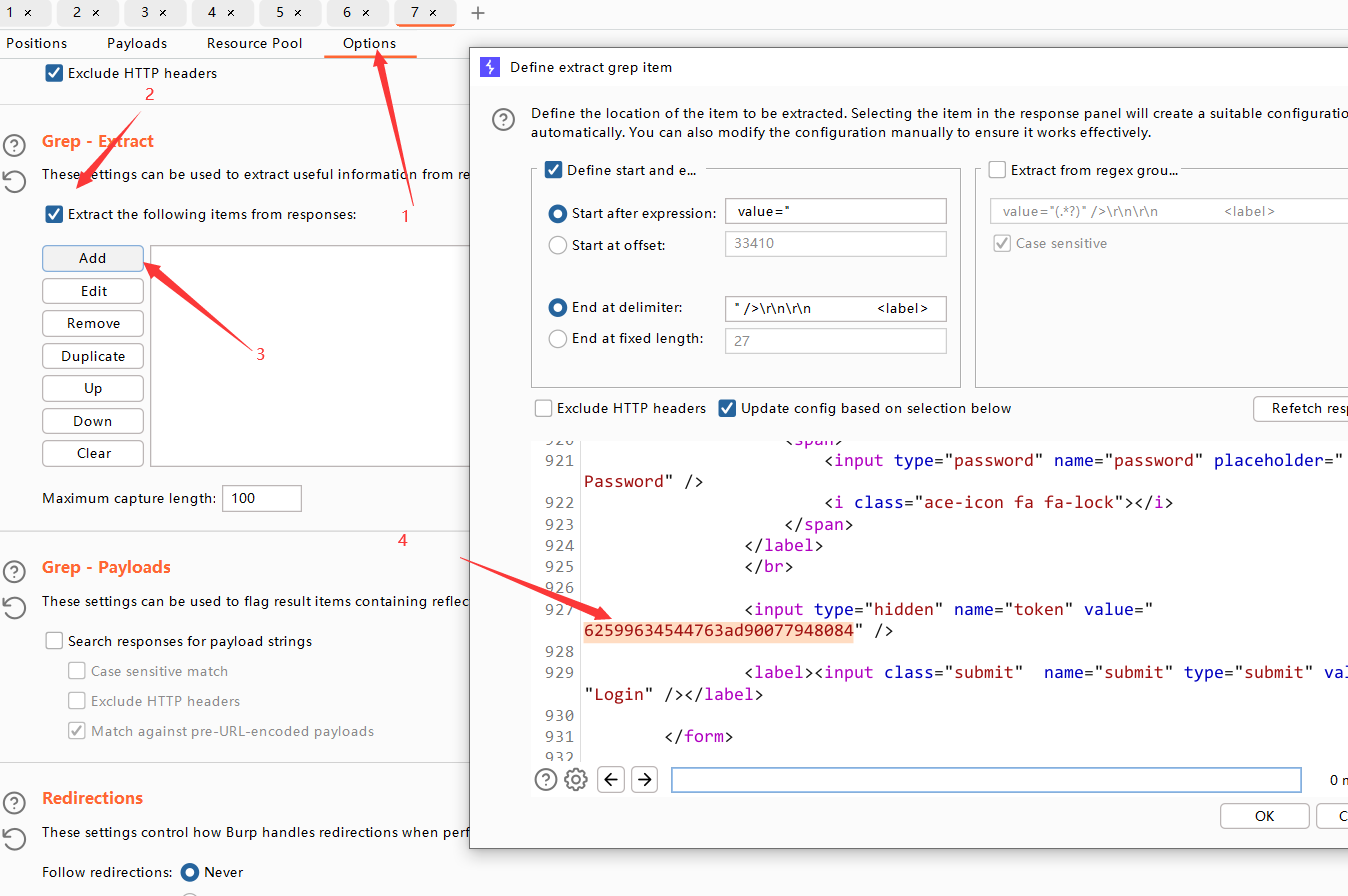 1 × 2 × 3 × 4 × 5 × 6 × 7 × +
Positions Payloads Resource Pool Options
Exclude HTTP headers
2
Grep - Extract
These settings can be used to extract useful information from re
1
Extract the following items from responses:
Add
Edit
Remove
Duplicate
Up
Down
Clear
3
Maximum capture length: 100
4
Grep - Payloads
These settings can be used to flag result items containing reflec
Search responses for payload strings
Case sensitive match
Exclude HTTP headers
Match against pre-URL-encoded payloads
Redirections
These settings control how Burp handles redirections when perf
Follow redirections: Never
Define extract grep item
Define the location of the item to be extracted. Selecting the item in the response panel will create a suitable configuratio
automatically. You can also modify the configuration manually to ensure it works effectively.
Define start and e...
Start after expression: value="
Start at offset: 33410
End at delimiter: " />\r\n\r\n <label>
End at fixed length: 27
Extract from regex grou...
value="(.*?)" />\r\n\r\n <label>
Case sensitive
Exclude HTTP headers Update config based on selection below
Refetch resp
920 <span>
921 <input type="password" name="password" placeholder="
Password" />
922 <i class="ace-icon fa fa-lock"></i>
923 </span>
924 </label>
925 </br>
926
927 <input type="hidden" name="token" value="
62599634544763ad90077948084" />
928
929 <label><input class="submit" name="submit" type="submit" val
"Login" /></label>
930
931 </form>
932
0 m
OK C